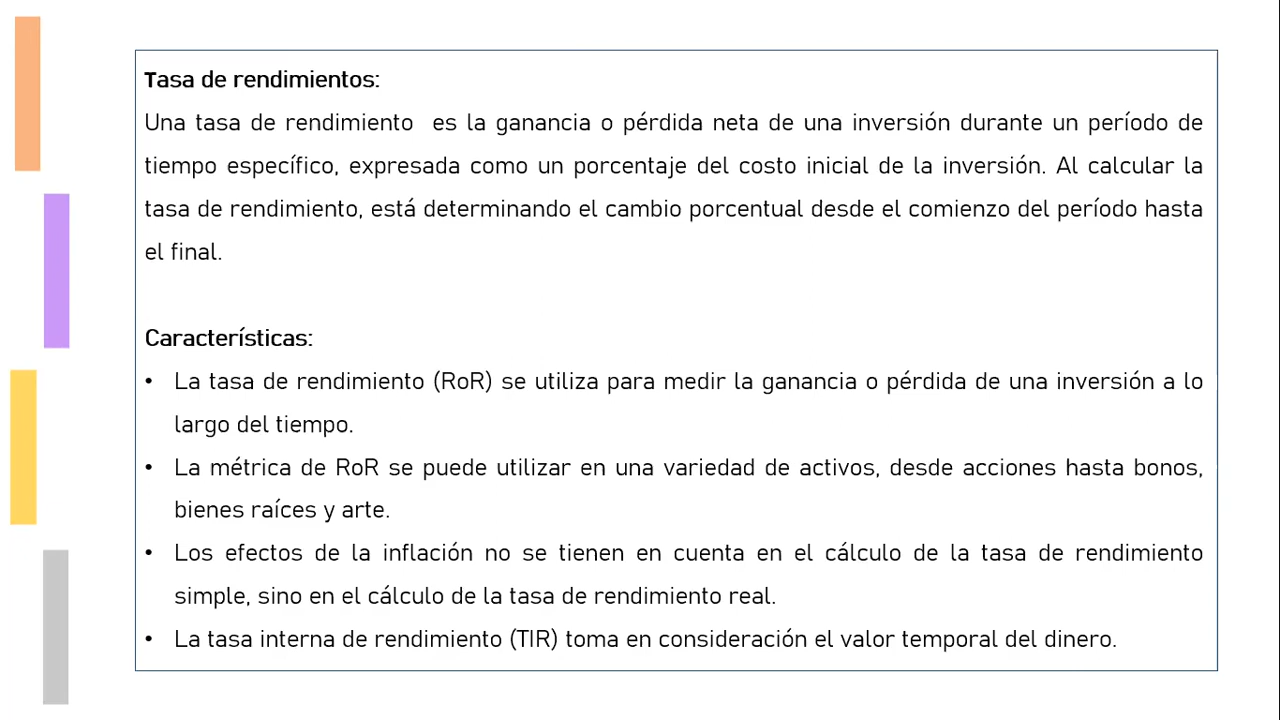 Tasa de rendimientos:
Una tasa de rendimiento es la ganancia o pérdida neta de una inversión durante un período de
tiempo específico, expresada como un porcentaje del costo inicial de la inversión. Al calcular la
tasa de rendimiento, está determinando el cambio porcentual desde el comienzo del período hasta
el final.
Características:
• La tasa de rendimiento (RoR) se utiliza para medir la ganancia o pérdida de una inversión a lo
largo del tiempo.
• La métrica de RoR se puede utilizar en una variedad de activos, desde acciones hasta bonos,
bienes raíces y arte.
• Los efectos de la inflación no se tienen en cuenta en el cálculo de la tasa de rendimiento
simple, sino en el cálculo de la tasa de rendimiento real.
• La tasa interna de rendimiento (TIR) toma en consideración el valor temporal del dinero.